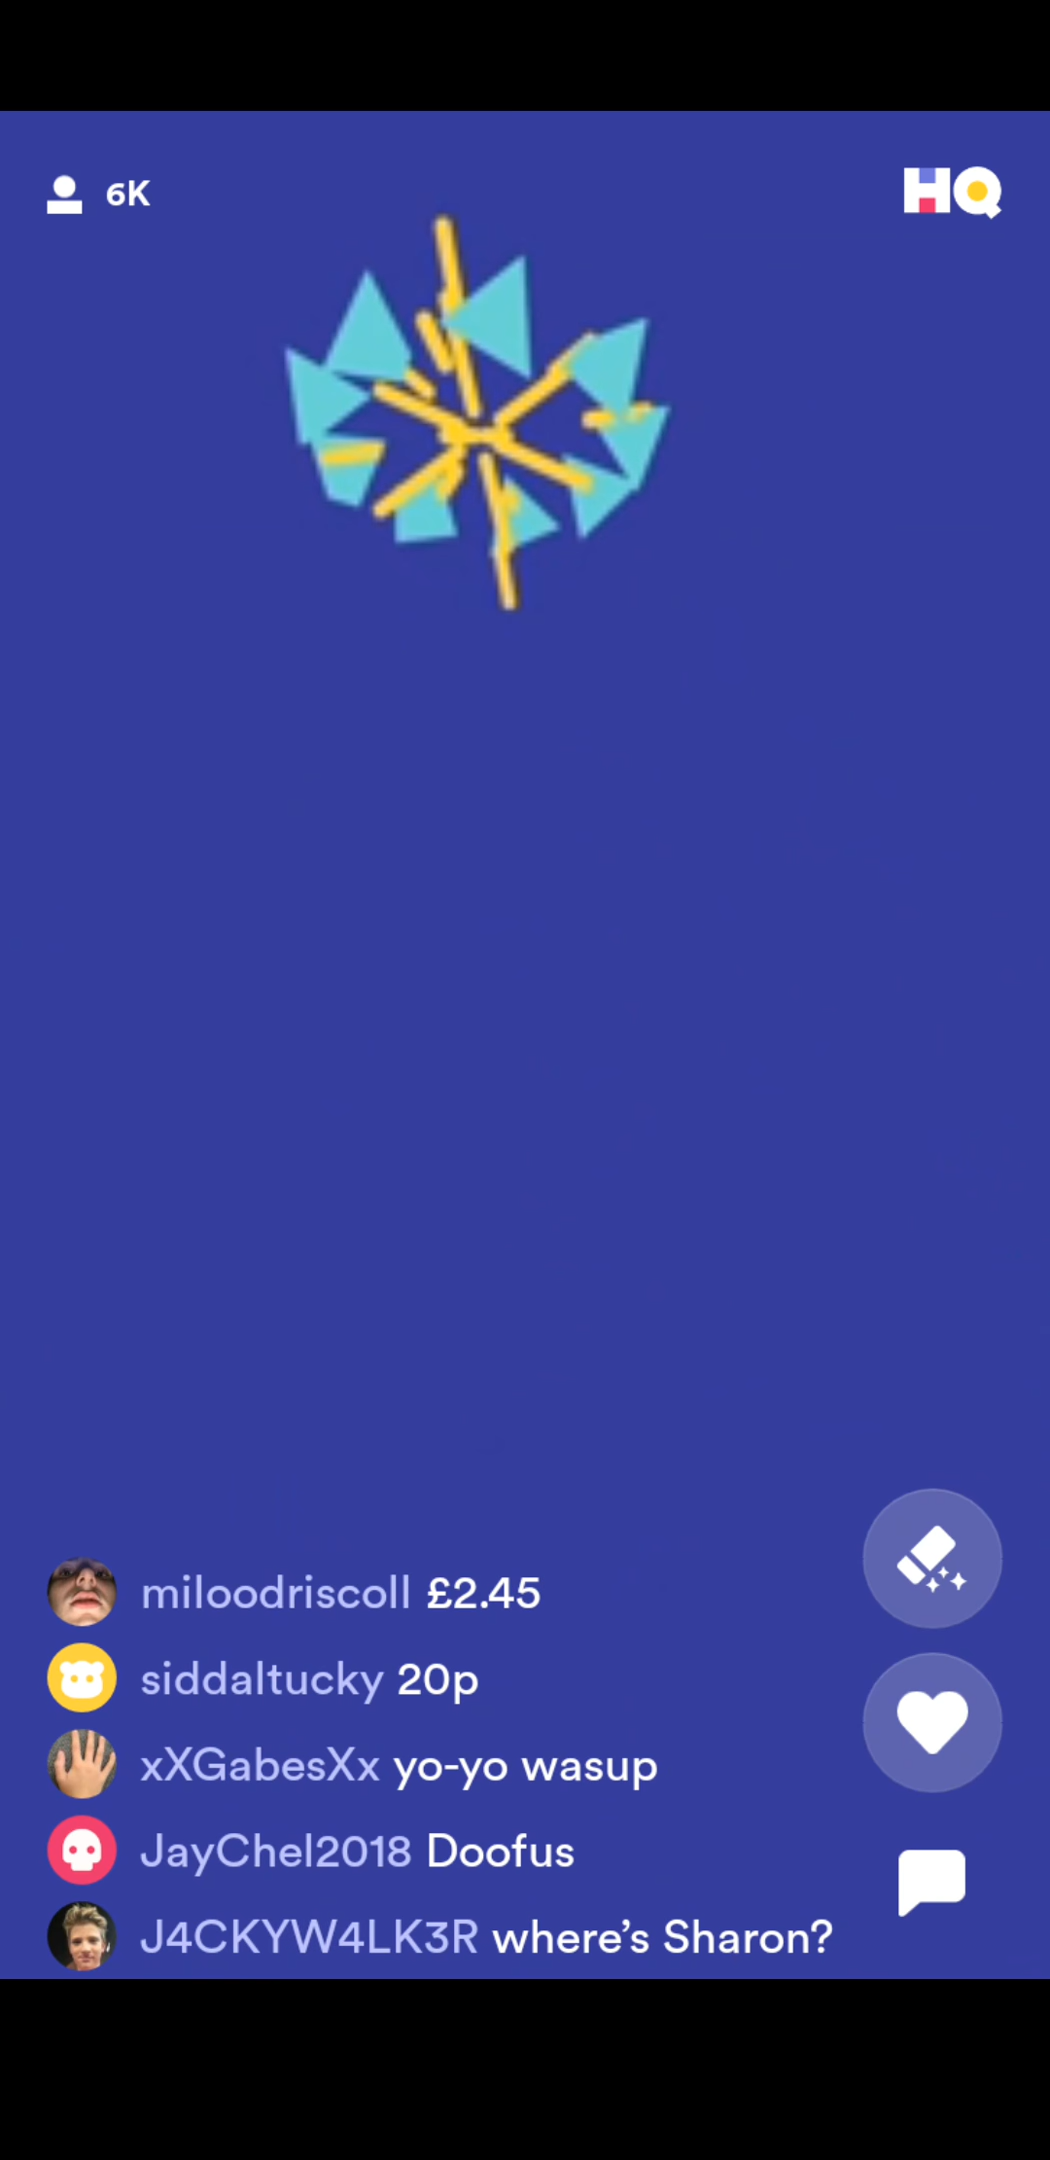 6K
HQ
miloodriscoll £2.45
siddaltucky 20p
xXGabesXx yo-yo wasup
JayChel2018 Doofus
J4CKYW4LK3R where’s Sharon?